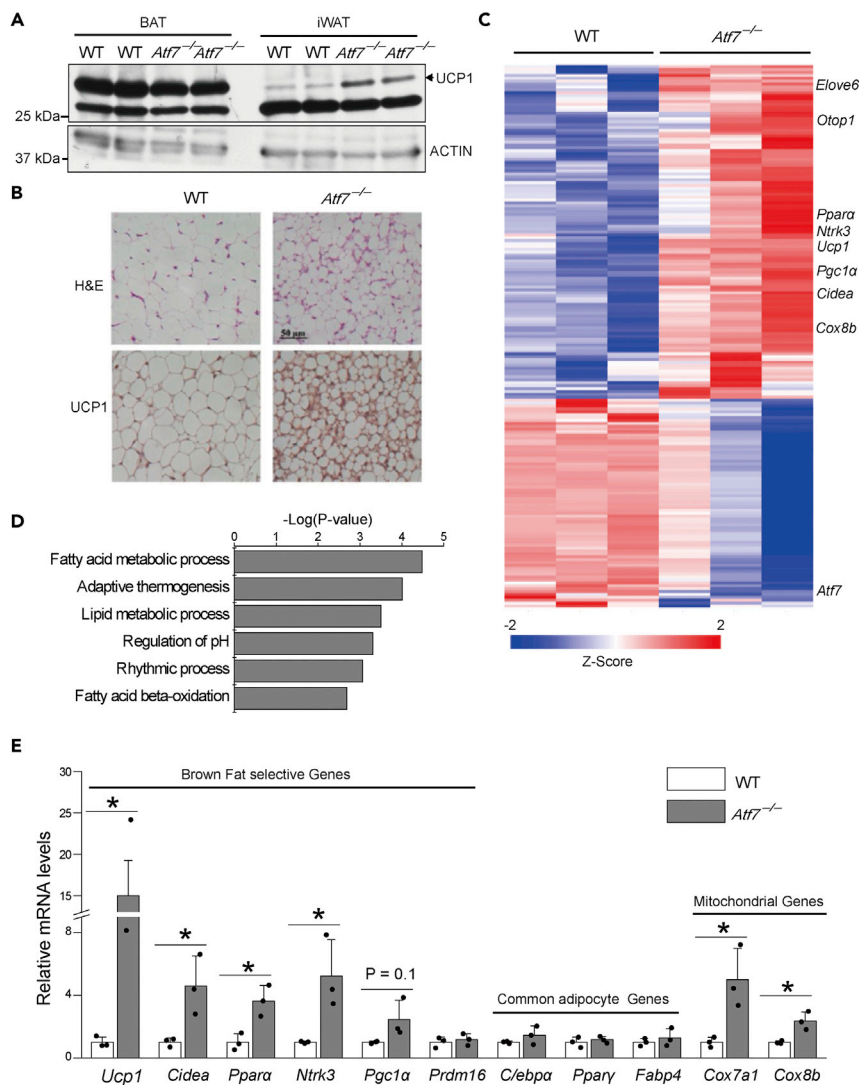 A
BAT
iWAT
WT WT Atf7−/− Atf7−/−
WT WT Atf7−/− Atf7−/−
UCP1
25 kDa
37 kDa
ACTIN
B
WT
Atf7−/−
H&E
50 μm
UCP1
C
WT
Atf7−/−
Elove6
Otop1
Pparα
Ntrk3
Ucp1
Pgc1α
Cidea
Cox8b
Atf7
-2
2
Z-Score
D
-Log(P-value)
0 1 2 3 4 5
Fatty acid metabolic process
Adaptive thermogenesis
Lipid metabolic process
Regulation of pH
Rhythmic process
Fatty acid beta-oxidation
E
Relative mRNA levels
30
25
20
15
8
4
0
Brown Fat selective Genes
WT
Atf7−/−
Mitochondrial Genes
Common adipocyte Genes
*
*
*
*
P = 0.1
*
*
Ucp1 Cidea Pparα Ntrk3 Pgc1α Prdm16 C/ebpα Pparγ Fabp4 Cox7a1 Cox8b